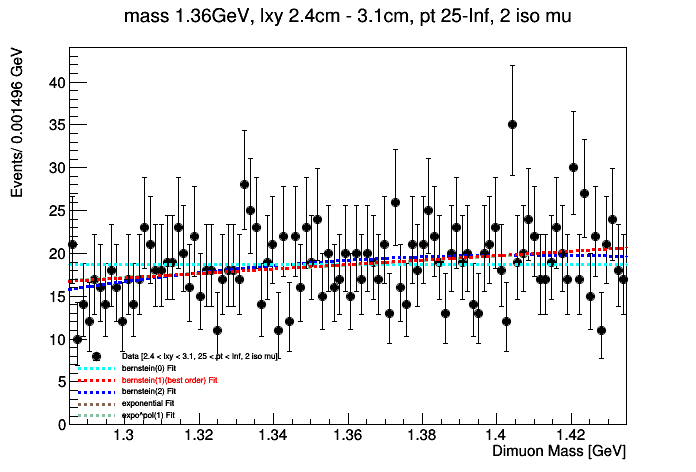 mass 1.36GeV, lxy 2.4cm - 3.1cm, pt 25-Inf, 2 iso mu
Events/ 0.001496 GeV
40
35
30
25
20
15
10
5
0
Data [2.4 < lxy < 3.1, 25 < pt < Inf, 2 iso mu]
bernstein(0) Fit
bernstein(1)(best order) Fit
bernstein(2) Fit
exponential Fit
expo*pol(1) Fit
1.3 1.32 1.34 1.36 1.38 1.4 1.42
Dimuon Mass [GeV]